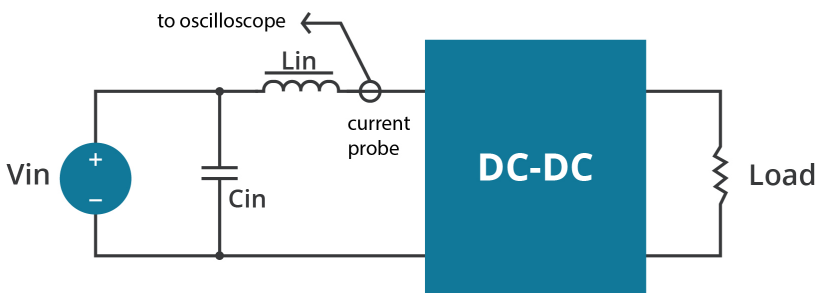 to oscilloscope
Lin
current
probe
DC-DC
Vin
+
−
Cin
Load